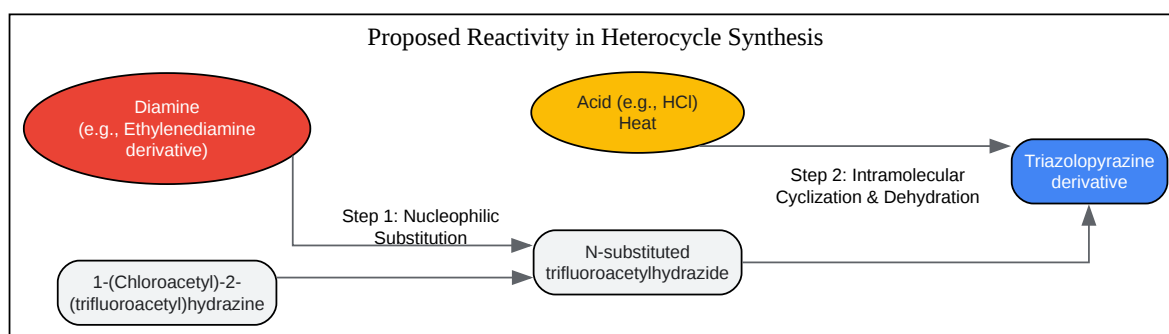 Proposed Reactivity in Heterocycle Synthesis
Diamine
(e.g., Ethylenediamine
derivative)
Acid (e.g., HCl)
Heat
Triazolopyrazine
derivative
Step 2: Intramolecular
Cyclization & Dehydration
Step 1: Nucleophilic
Substitution
N-substituted
trifluoroacetylhydrazide
1-(Chloroacetyl)-2-
(trifluoroacetyl)hydrazine